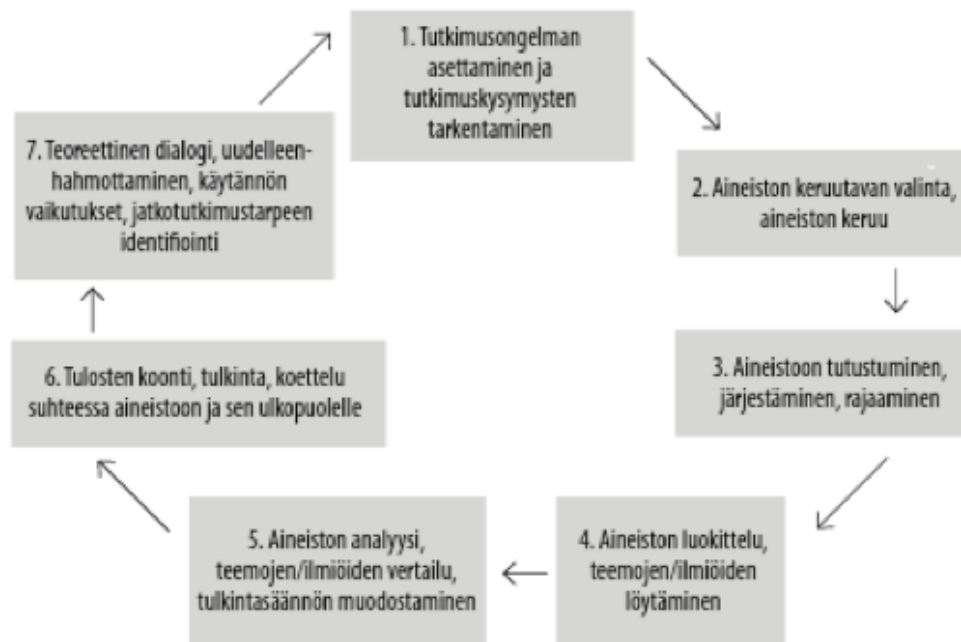 1. Tutkimusongelman
asettaminen ja
tutkimuskysymysten
tarkentaminen
2. Aineiston keruutavan valinta,
aineiston keruu
3. Aineistoon tutustuminen,
järjestäminen, rajaaminen
4. Aineiston luokittelu,
teemojen/ilmiöiden
löytäminen
5. Aineiston analyysi,
teemojen/ilmiöiden vertailu,
tulkintasäännön muodostaminen
6. Tulosten koonti, tulkinta, koettelu
suhteessa aineistoon ja sen ulkopuolelle
7. Teoreettinen dialogi, uudelleen-
hahmottaminen, käytännön
vaikutukset, jatkotutkimustarpeen
identifiointi